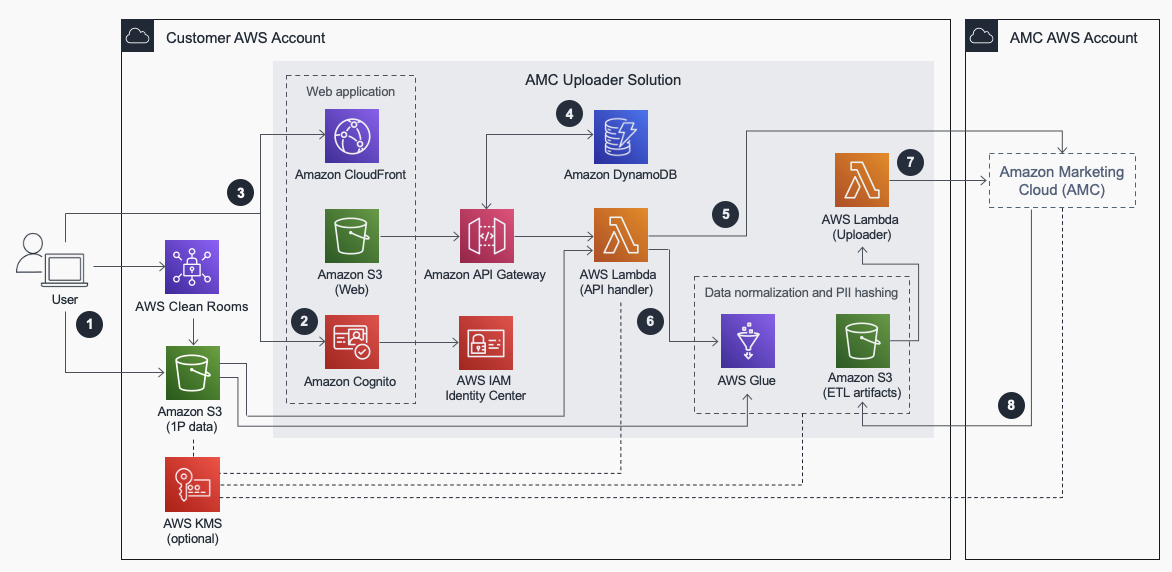 Customer AWS Account
AMC AWS Account
AMC Uploader Solution
Web application
4
Amazon CloudFront
Amazon DynamoDB
7
Amazon Marketing
Cloud (AMC)
3
5
AWS Lambda
(Uploader)
User
AWS Clean Rooms
Amazon S3
(Web)
Amazon API Gateway
AWS Lambda
(API handler)
Data normalization and PII hashing
1
2
6
Amazon Cognito
AWS IAM
Identity Center
AWS Glue
Amazon S3
(ETL artifacts)
Amazon S3
(1P data)
8
AWS KMS
(optional)